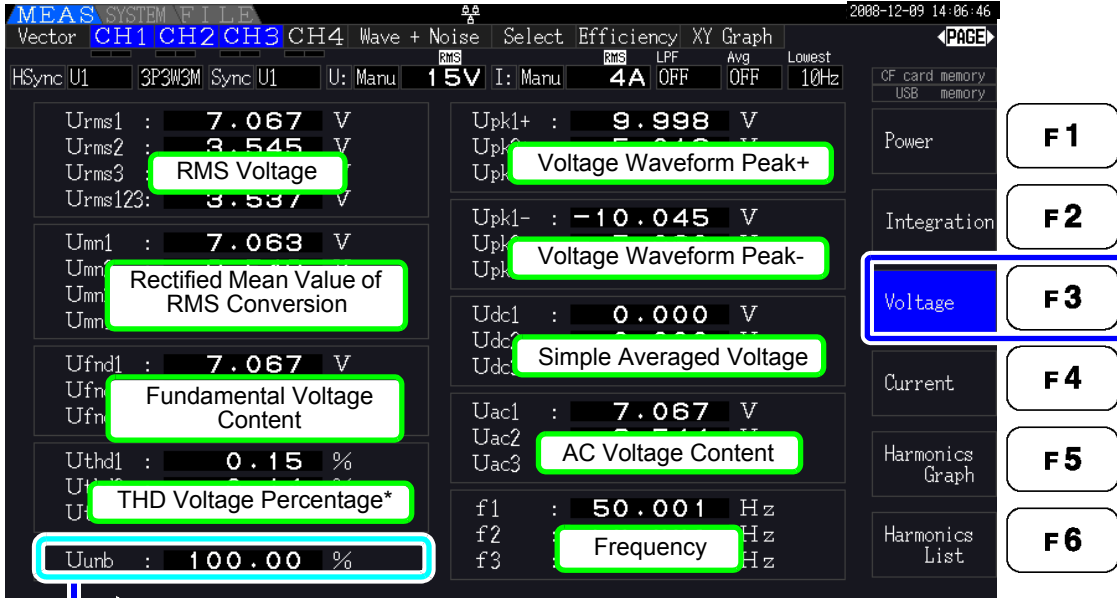 MEAS SYSTEM FILE 2008-12-09 14:06:46
Vector CH1 CH2 CH3 CH4 Wave + Noise Select Efficiency XY Graph PAGE
RMS RMS LPF Avg Lowest
HSync U1 3P3W3M Sync U1 U: Manu 15V I: Manu 4A OFF OFF 10Hz
CF card memory
USB memory
Urms1 : 7.067 V
Urms2 : 3.545
Urms3
RMS Voltage
Urms123: 3.537 V
Umn1 : 7.063 V
Rectified Mean Value of
RMS Conversion
Ufnd1 : 7.067 V
Fundamental Voltage
Content
Uthd1 : 0.15 %
THD Voltage Percentage*
Uunb : 100.00 %
Upk1+ : 9.998 V
Voltage Waveform Peak+
Upk1- : -10.045 V
Voltage Waveform Peak-
Udc1 : 0.000 V
Simple Averaged Voltage
Uac1 : 7.067 V
Uac2
Uac3
AC Voltage Content
f1 : 50.001 Hz
f2 Hz
f3 Hz
Frequency
Power F1
Integration F2
Voltage F3
Current F4
Harmonics
Graph
F5
Harmonics
List
F6